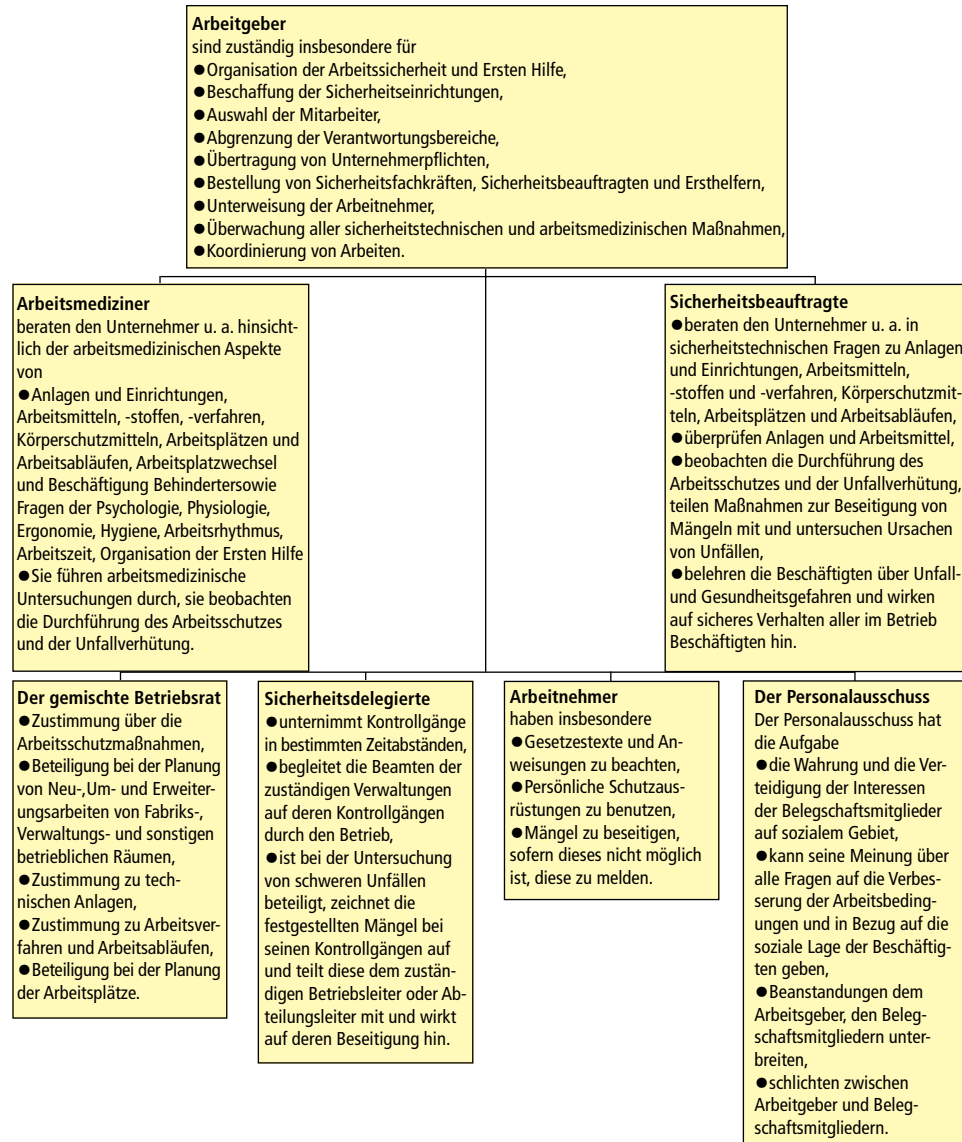 Arbeitgeber
sind zuständig insbesondere für
●Organisation der Arbeitssicherheit und Ersten Hilfe,
●Beschaffung der Sicherheitseinrichtungen,
●Auswahl der Mitarbeiter,
●Abgrenzung der Verantwortungsbereiche,
●Übertragung von Unternehmerpflichten,
●Bestellung von Sicherheitsfachkräften, Sicherheitsbeauftragten und Ersthelfern,
●Unterweisung der Arbeitnehmer,
●Überwachung aller sicherheitstechnischen und arbeitsmedizinischen Maßnahmen,
●Koordinierung von Arbeiten.
Arbeitsmediziner
beraten den Unternehmer u. a. hinsicht-
lich der arbeitsmedizinischen Aspekte
von
●Anlagen und Einrichtungen,
Arbeitsmitteln, -stoffen, -verfahren,
Körperschutzmitteln, Arbeitsplätzen und
Arbeitsabläufen, Arbeitsplatzwechsel
und Beschäftigung Behindertersowie
Fragen der Psychologie, Physiologie,
Ergonomie, Hygiene, Arbeitsrhythmus,
Arbeitszeit, Organisation der Ersten Hilfe
●Sie führen arbeitsmedizinische
Untersuchungen durch, sie beobachten
die Durchführung des Arbeitsschutzes
und der Unfallverhütung.
Sicherheitsbeauftragte
●beraten den Unternehmer u. a. in
sicherheitstechnischen Fragen zu Anlagen
und Einrichtungen, Arbeitsmitteln,
-stoffen und -verfahren, Körperschutzmit-
teln, Arbeitsplätzen und Arbeitsabläufen,
●überprüfen Anlagen und Arbeitsmittel,
●beobachten die Durchführung des
Arbeitsschutzes und der Unfallverhütung,
teilen Maßnahmen zur Beseitigung von
Mängeln mit und untersuchen Ursachen
von Unfällen,
●belehren die Beschäftigten über Unfall-
und Gesundheitsgefahren und wirken
auf sicheres Verhalten aller im Betrieb
Beschäftigten hin.
Der gemischte Betriebsrat
●Zustimmung über die
Arbeitsschutzmaßnahmen,
●Beteiligung bei der Planung
von Neu-,Um- und Erweiter-
ungsarbeiten von Fabriks-,
Verwaltungs- und sonstigen
betrieblichen Räumen,
●Zustimmung zu tech-
nischen Anlagen,
●Zustimmung zu Arbeitsver-
fahren und Arbeitsabläufen,
●Beteiligung bei der Planung
der Arbeitsplätze.
Sicherheitsdelegierte
●unternimmt Kontrollgänge
in bestimmten Zeitabständen,
●begleitet die Beamten der
zuständigen Verwaltungen
auf deren Kontrollgängen
durch den Betrieb,
●ist bei der Untersuchung
von schweren Unfällen
beteiligt, zeichnet die
festgestellten Mängel bei
seinen Kontrollgängen auf
und teilt diese dem zustän-
digen Betriebsleiter oder Ab-
teilungsleiter mit und wirkt
auf deren Beseitigung hin.
Arbeitnehmer
haben insbesondere
●Gesetzestexte und An-
weisungen zu beachten,
●Persönliche Schutzaus-
rüstungen zu benutzen,
●Mängel zu beseitigen,
sofern dieses nicht möglich
ist, diese zu melden.
Der Personalausschuss
Der Personalausschuss hat
die Aufgabe
●die Wahrung und die Ver-
teidigung der Interessen
der Belegschaftsmitglieder
auf sozialem Gebiet,
●kann seine Meinung über
alle Fragen auf die Verbes-
serung der Arbeitsbedin-
gungen und in Bezug auf die
soziale Lage der Beschäftig-
ten geben,
●Beanstandungen dem
Arbeitsgeber, den Beleg-
schaftsmitgliedern unter-
breiten,
●schlichten zwischen
Arbeitgeber und Beleg-
schaftsmitgliedern.